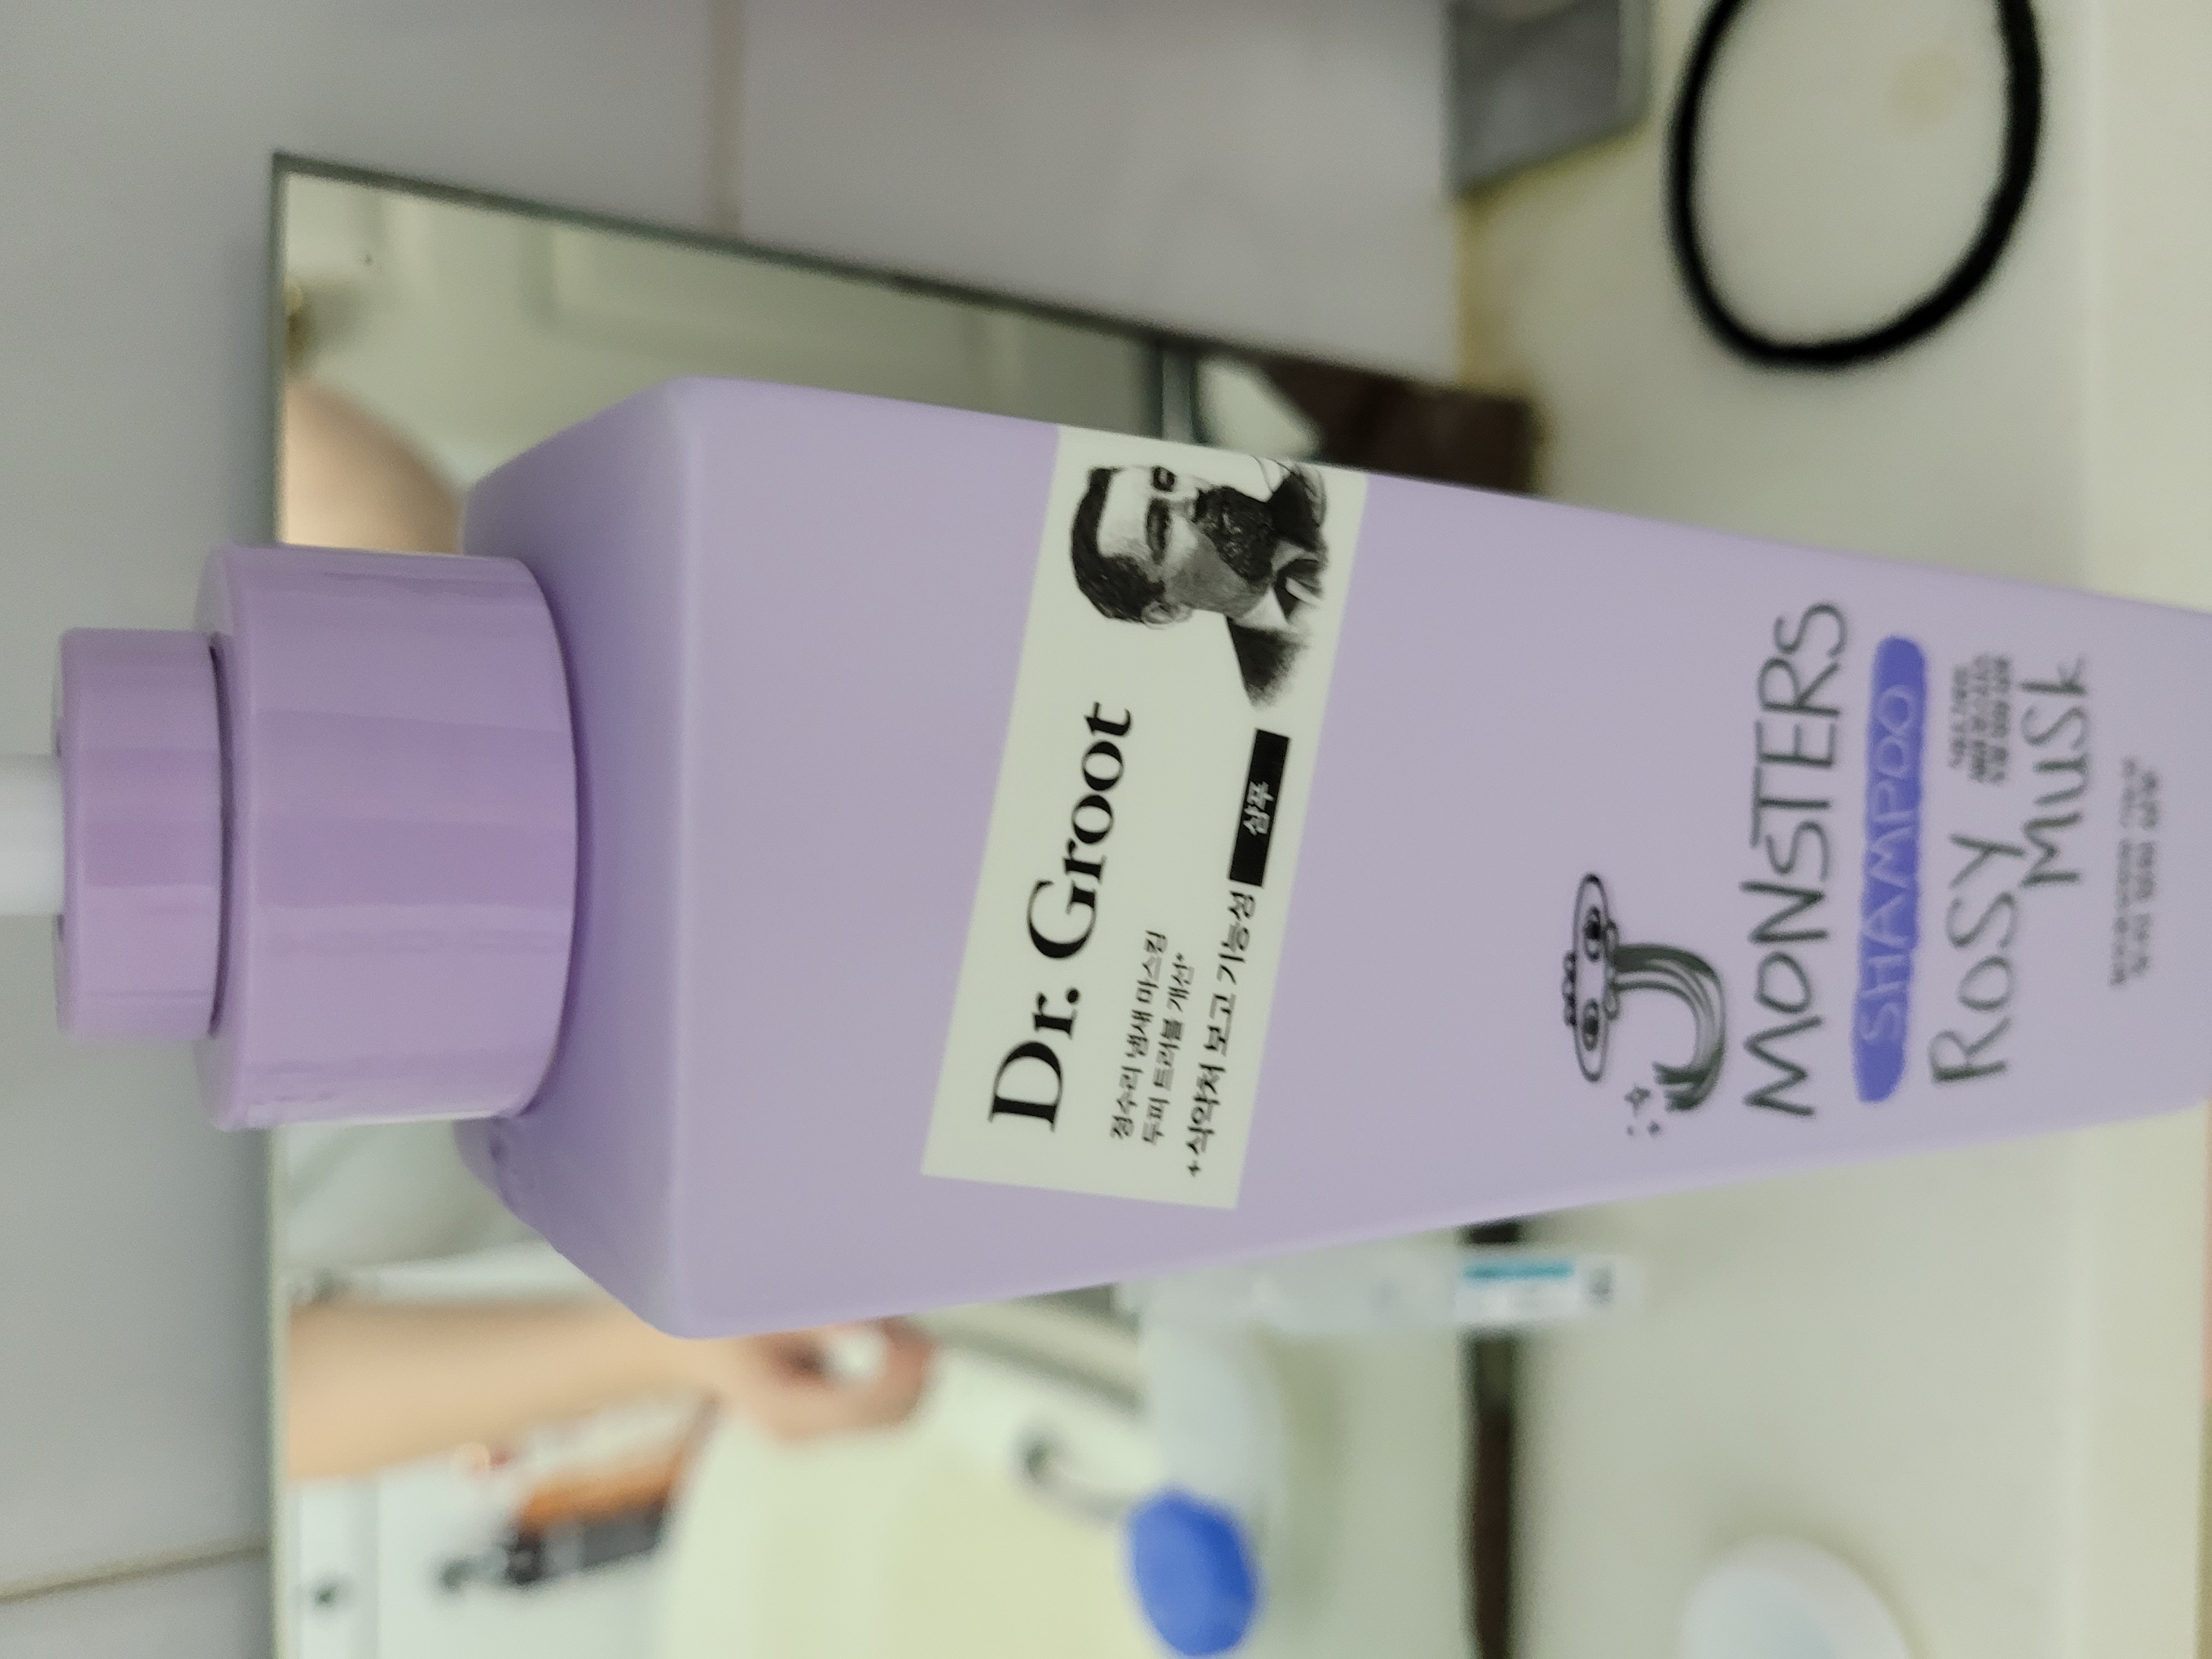 Dr. Groot
정수리 냄새 마스킹
두피 트러블 개선*
+식약처 보고 기능성 샴푸
MONSTERS
SHAMPOO
ROSY
MUSK